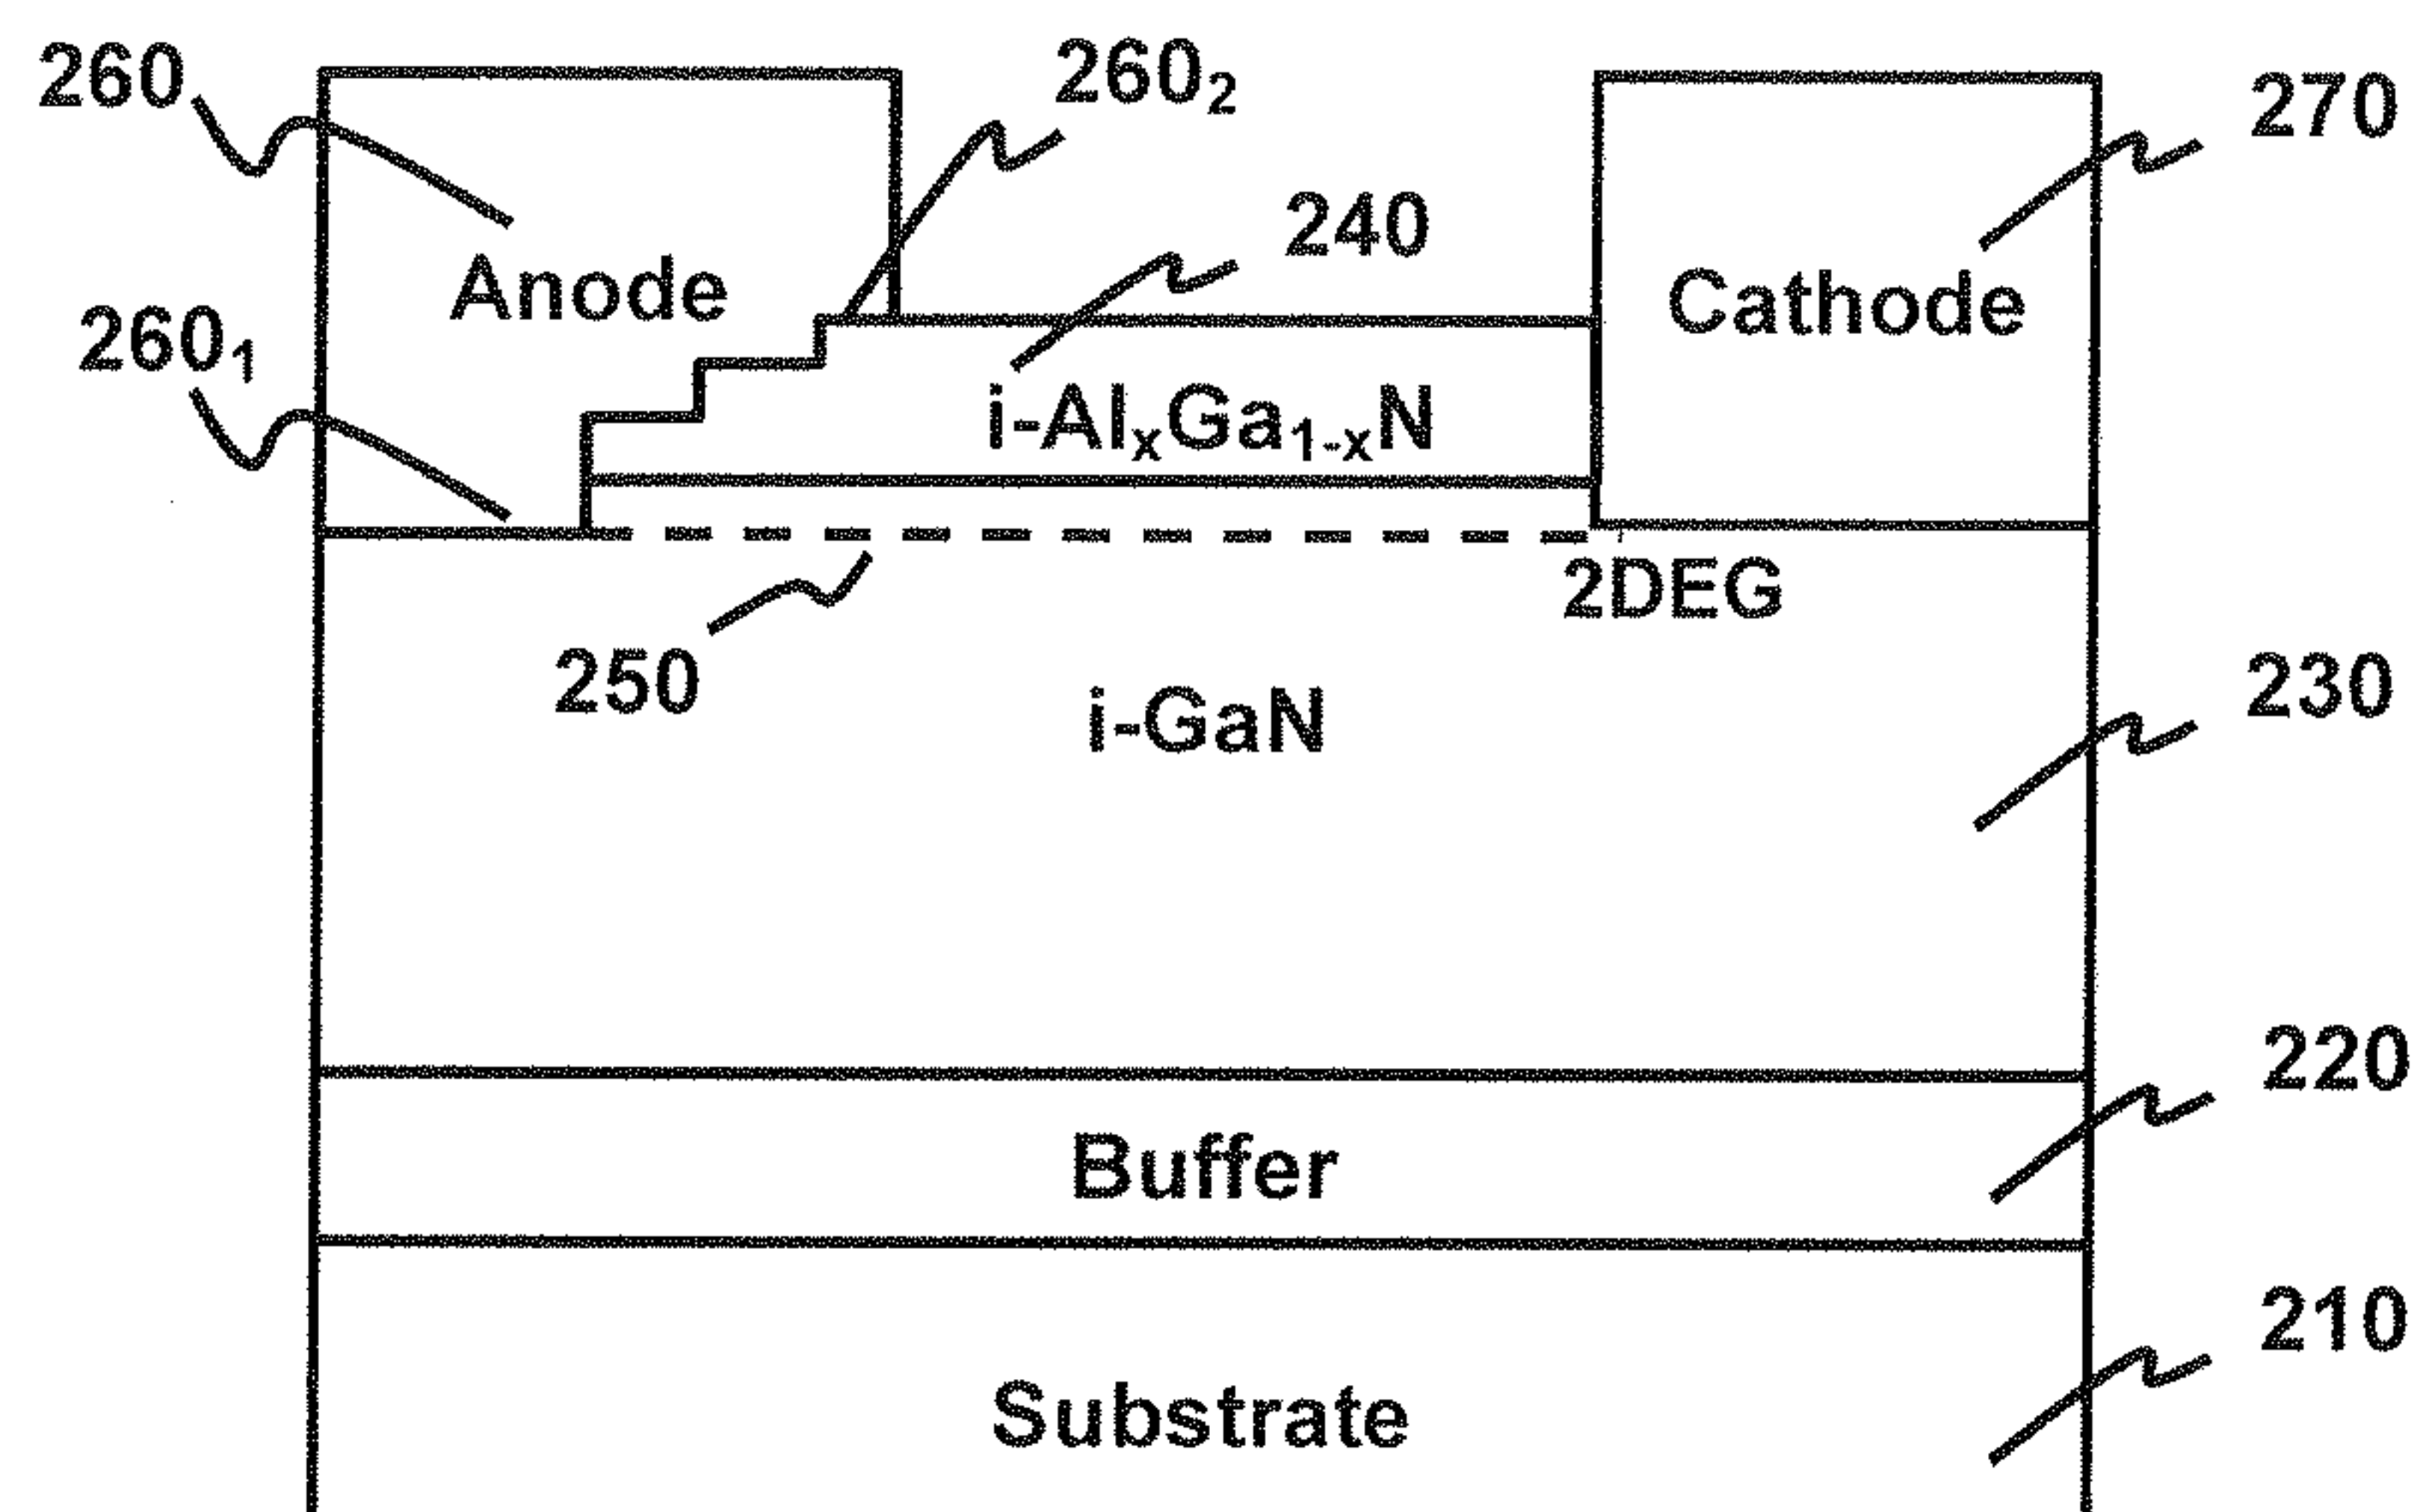 260
260₂
270
240
Anode
Cathode
260₁
i-AlₓGa₁₋ₓN
2DEG
250
i-GaN
230
220
Buffer
210
Substrate